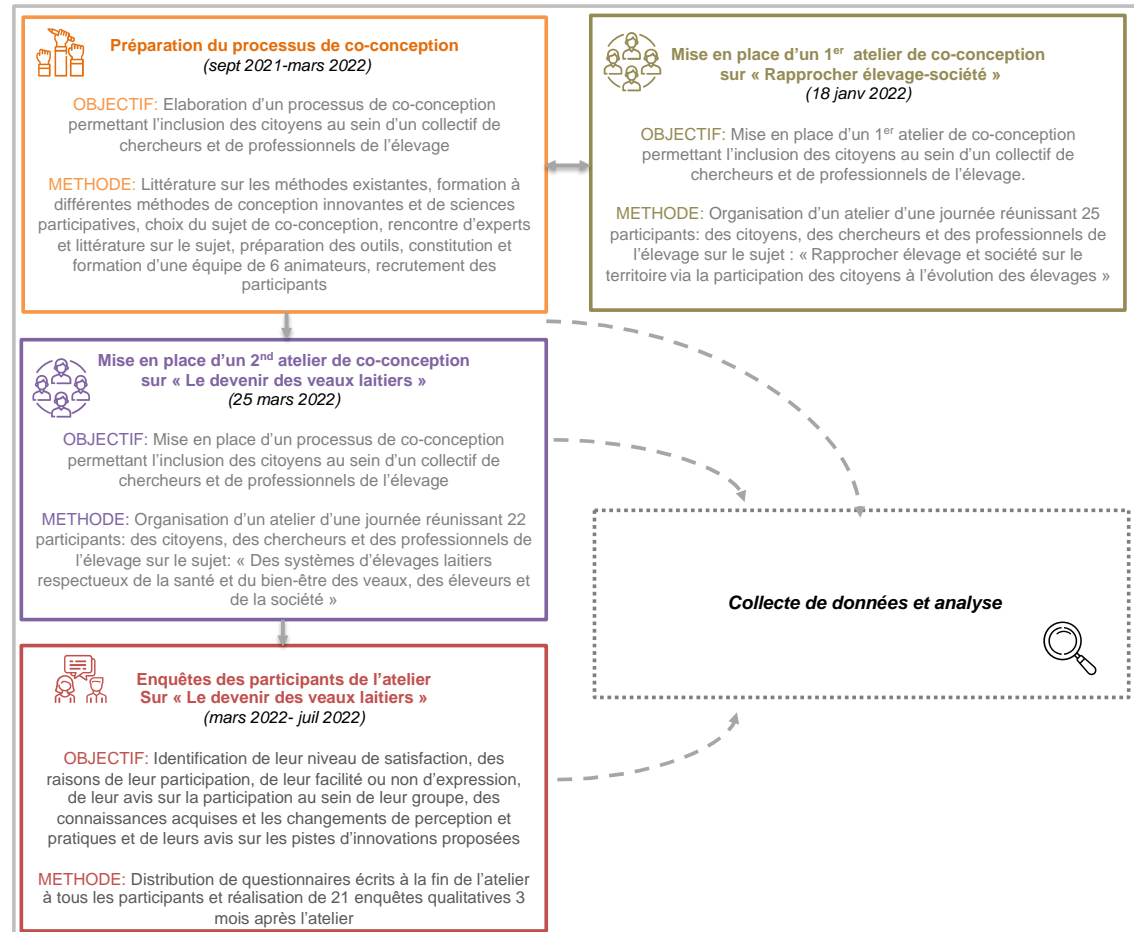 Préparation du processus de co-conception
(sept 2021-mars 2022)
OBJECTIF: Elaboration d’un processus de co-conception
permettant l’inclusion des citoyens au sein d’un collectif de
chercheurs et de professionnels de l’élevage
METHODE: Littérature sur les méthodes existantes, formation à
différentes méthodes de conception innovantes et de sciences
participatives, choix du sujet de co-conception, rencontre d’experts
et littérature sur le sujet, préparation des outils, constitution et
formation d’une équipe de 6 animateurs, recrutement des
participants
Mise en place d’un 1er atelier de co-conception
sur « Rapprocher élevage-société »
(18 janv 2022)
OBJECTIF: Mise en place d’un 1er atelier de co-conception
permettant l’inclusion des citoyens au sein d’un collectif de
chercheurs et de professionnels de l’élevage.
METHODE: Organisation d’un atelier d’une journée réunissant 25
participants: des citoyens, des chercheurs et des professionnels de
l’élevage sur le sujet : « Rapprocher élevage et société sur le
territoire via la participation des citoyens à l’évolution des élevages »
Mise en place d’un 2nd atelier de co-conception
sur « Le devenir des veaux laitiers »
(25 mars 2022)
OBJECTIF: Mise en place d’un processus de co-conception
permettant l’inclusion des citoyens au sein d’un collectif de
chercheurs et de professionnels de l’élevage
METHODE: Organisation d’un atelier d’une journée réunissant 22
participants: des citoyens, des chercheurs et des professionnels de
l’élevage sur le sujet: « Des systèmes d’élevages laitiers
respectueux de la santé et du bien-être des veaux, des éleveurs et
de la société »
Collecte de données et analyse
Enquêtes des participants de l’atelier
Sur « Le devenir des veaux laitiers »
(mars 2022- juil 2022)
OBJECTIF: Identification de leur niveau de satisfaction, des
raisons de leur participation, de leur facilité ou non d’expression,
de leur avis sur la participation au sein de leur groupe, des
connaissances acquises et les changements de perception et
pratiques et de leurs avis sur les pistes d’innovations proposées
METHODE: Distribution de questionnaires écrits à la fin de l’atelier
à tous les participants et réalisation de 21 enquêtes qualitatives 3
mois après l’atelier